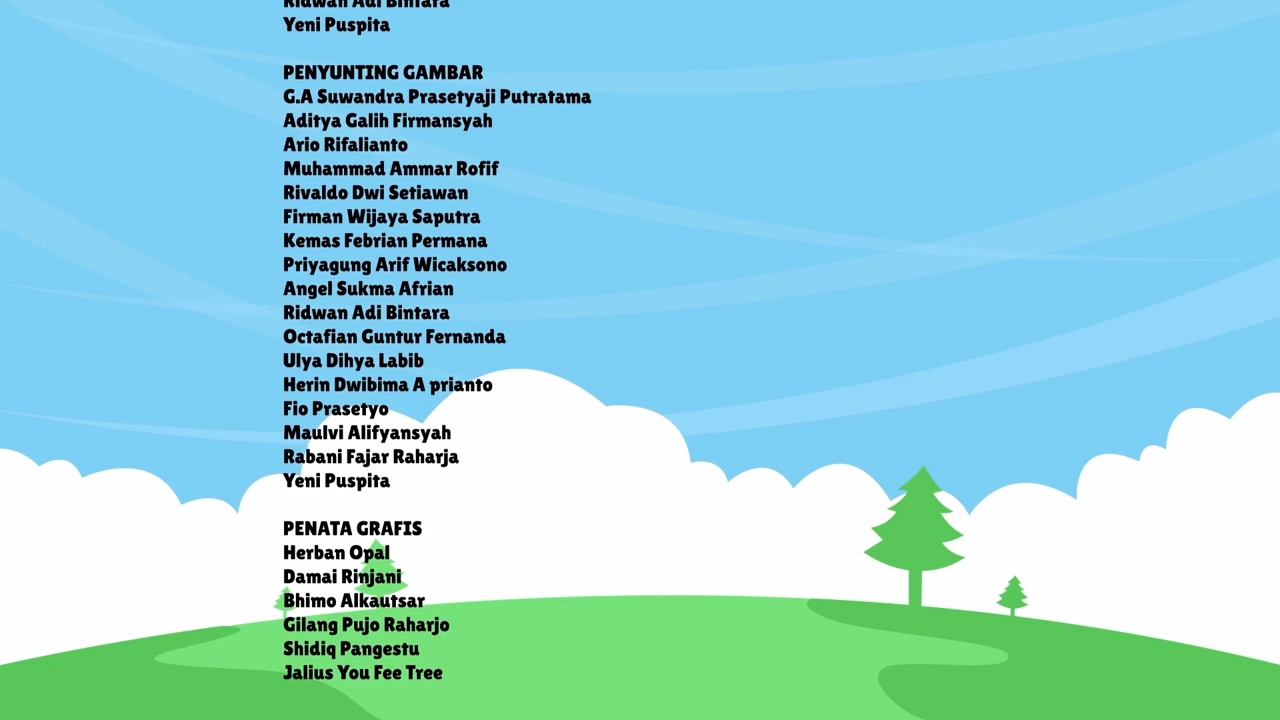 Ridwan Adi Bintara
Yeni Puspita
PENYUNTING GAMBAR
G.A Suwandra Prasetyaji Putratama
Aditya Galih Firmansyah
Ario Rifalianto
Muhammad Ammar Rofif
Rivaldo Dwi Setiawan
Firman Wijaya Saputra
Kemas Febrian Permana
Priyagung Arif Wicaksono
Angel Sukma Afrian
Ridwan Adi Bintara
Octafian Guntur Fernanda
Ulya Dihya Labib
Herin Dwibima A prianto
Fio Prasetyo
Maulvi Alifyansyah
Rabani Fajar Raharja
Yeni Puspita
PENATA GRAFIS
Herban Opal
Damai Rinjani
Bhimo Alkautsar
Gilang Pujo Raharjo
Shidiq Pangestu
Jalius You Fee Tree